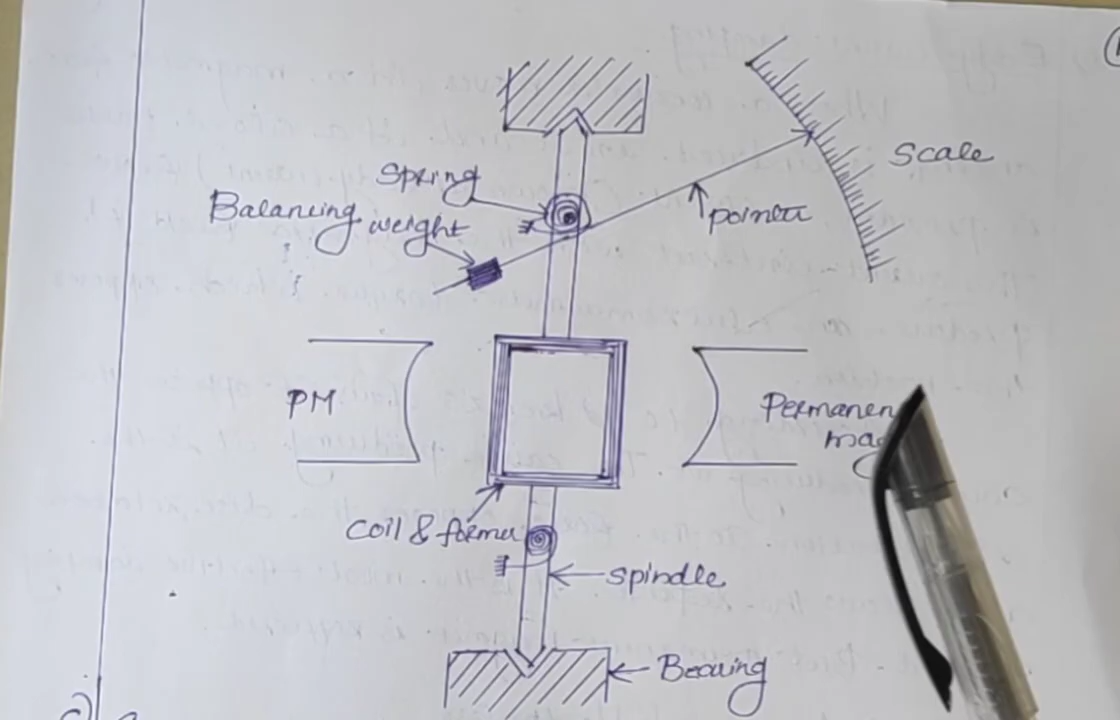 Scale
Spring
pointer
Balancing
weight
PM
Permanen
mag
coil & former
spindle
Bearing